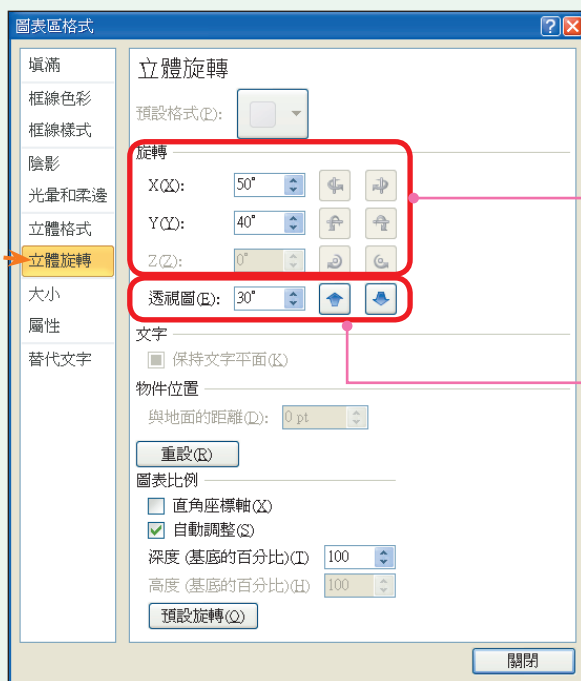 圖表區格式
填滿
框線色彩
框線樣式
陰影
光暈和柔邊
立體格式
立體旋轉
大小
屬性
替代文字
立體旋轉
預設格式(P):
旋轉
X(X): 50°
Y(Y): 40°
Z(Z): 0°
透視圖(E): 30°
文字
保持文字平面(K)
物件位置
與地面的距離(D): 0 pt
重設(R)
圖表比例
直角座標軸(X)
自動調整(S)
深度 (基底的百分比)(T) 100
高度 (基底的百分比)(H) 100
預設旋轉(O)
關閉